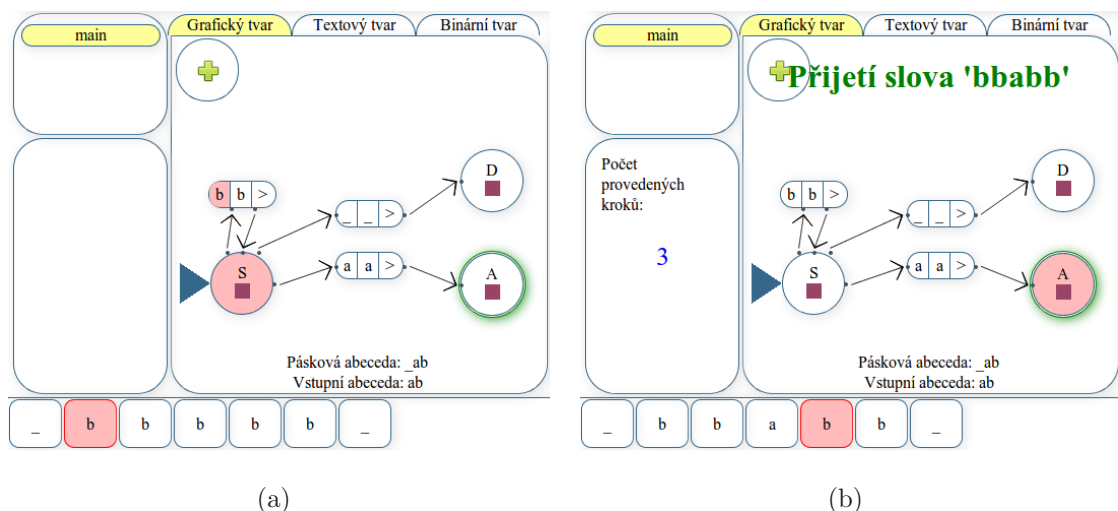 main
Grafický tvar
Textový tvar
Binární tvar
D
b b >
_ _ >
S
a a >
A
Pásková abeceda: _ab
Vstupní abeceda: ab
_ b b b b b _
(a)
main
Grafický tvar
Textový tvar
Binární tvar
Přijetí slova 'bbabb'
Počet
provedených
kroků:
3
D
b b >
_ _ >
S
a a >
A
Pásková abeceda: _ab
Vstupní abeceda: ab
_ b b a b b _
(b)